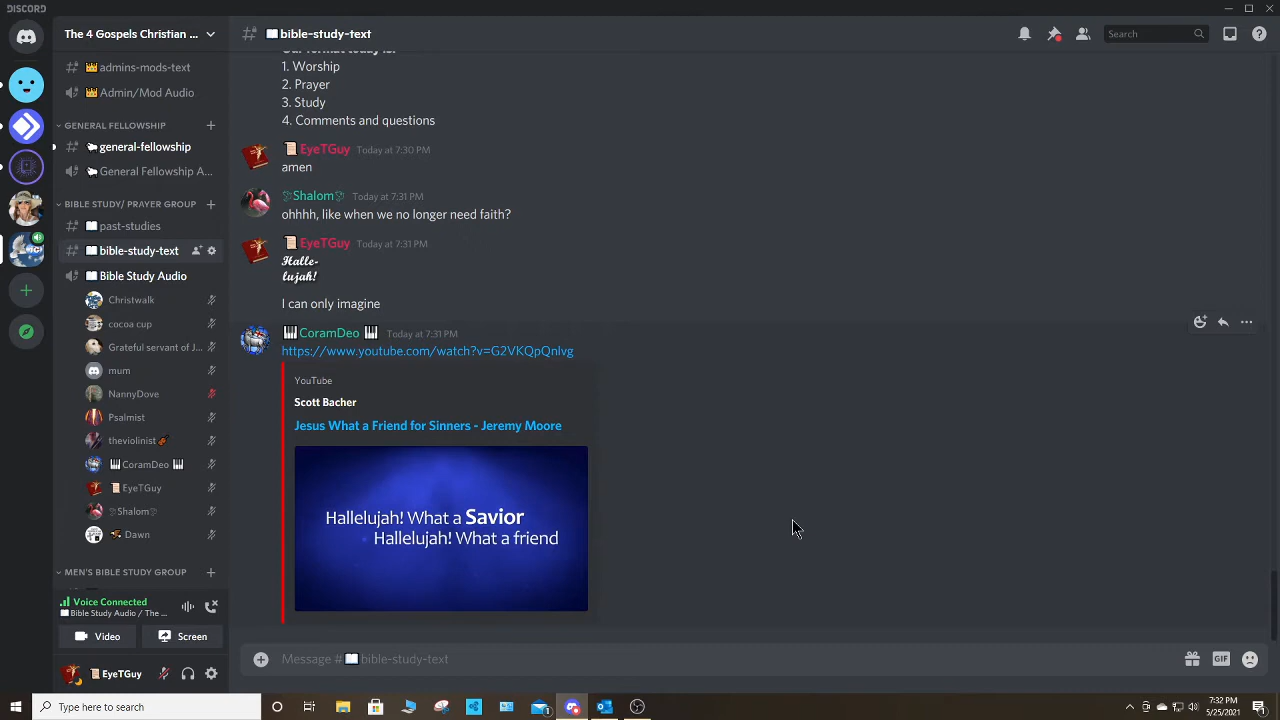 DISCORD
The 4 Gospels Christian ...
admins-mods-text
Admin/Mod Audio
GENERAL FELLOWSHIP
general-fellowship
General Fellowship A...
BIBLE STUDY/ PRAYER GROUP
past-studies
bible-study-text
Bible Study Audio
Christwalk
cocoa cup
Grateful servant of J...
mum
NannyDove
Psalmist
theviolinist
CoramDeo
EyeTGuy
Shalom
Dawn
MEN'S BIBLE STUDY GROUP
Voice Connected
Bible Study Audio / The ...
Video
Screen
EyeTGuy
bible-study-text
Search
Our format today is:
1. Worship
2. Prayer
3. Study
4. Comments and questions
EyeTGuy Today at 7:30 PM
amen
Shalom Today at 7:31 PM
ohhhh, like when we no longer need faith?
EyeTGuy Today at 7:31 PM
Halle-
lujah!
I can only imagine
CoramDeo Today at 7:31 PM
https://www.youtube.com/watch?v=G2VKQpQnlvg
YouTube
Scott Bacher
Jesus What a Friend for Sinners - Jeremy Moore
Hallelujah! What a Savior
Hallelujah! What a friend
Message # bible-study-text
GIF
Type here to search
7:32 PM
5/25/2021